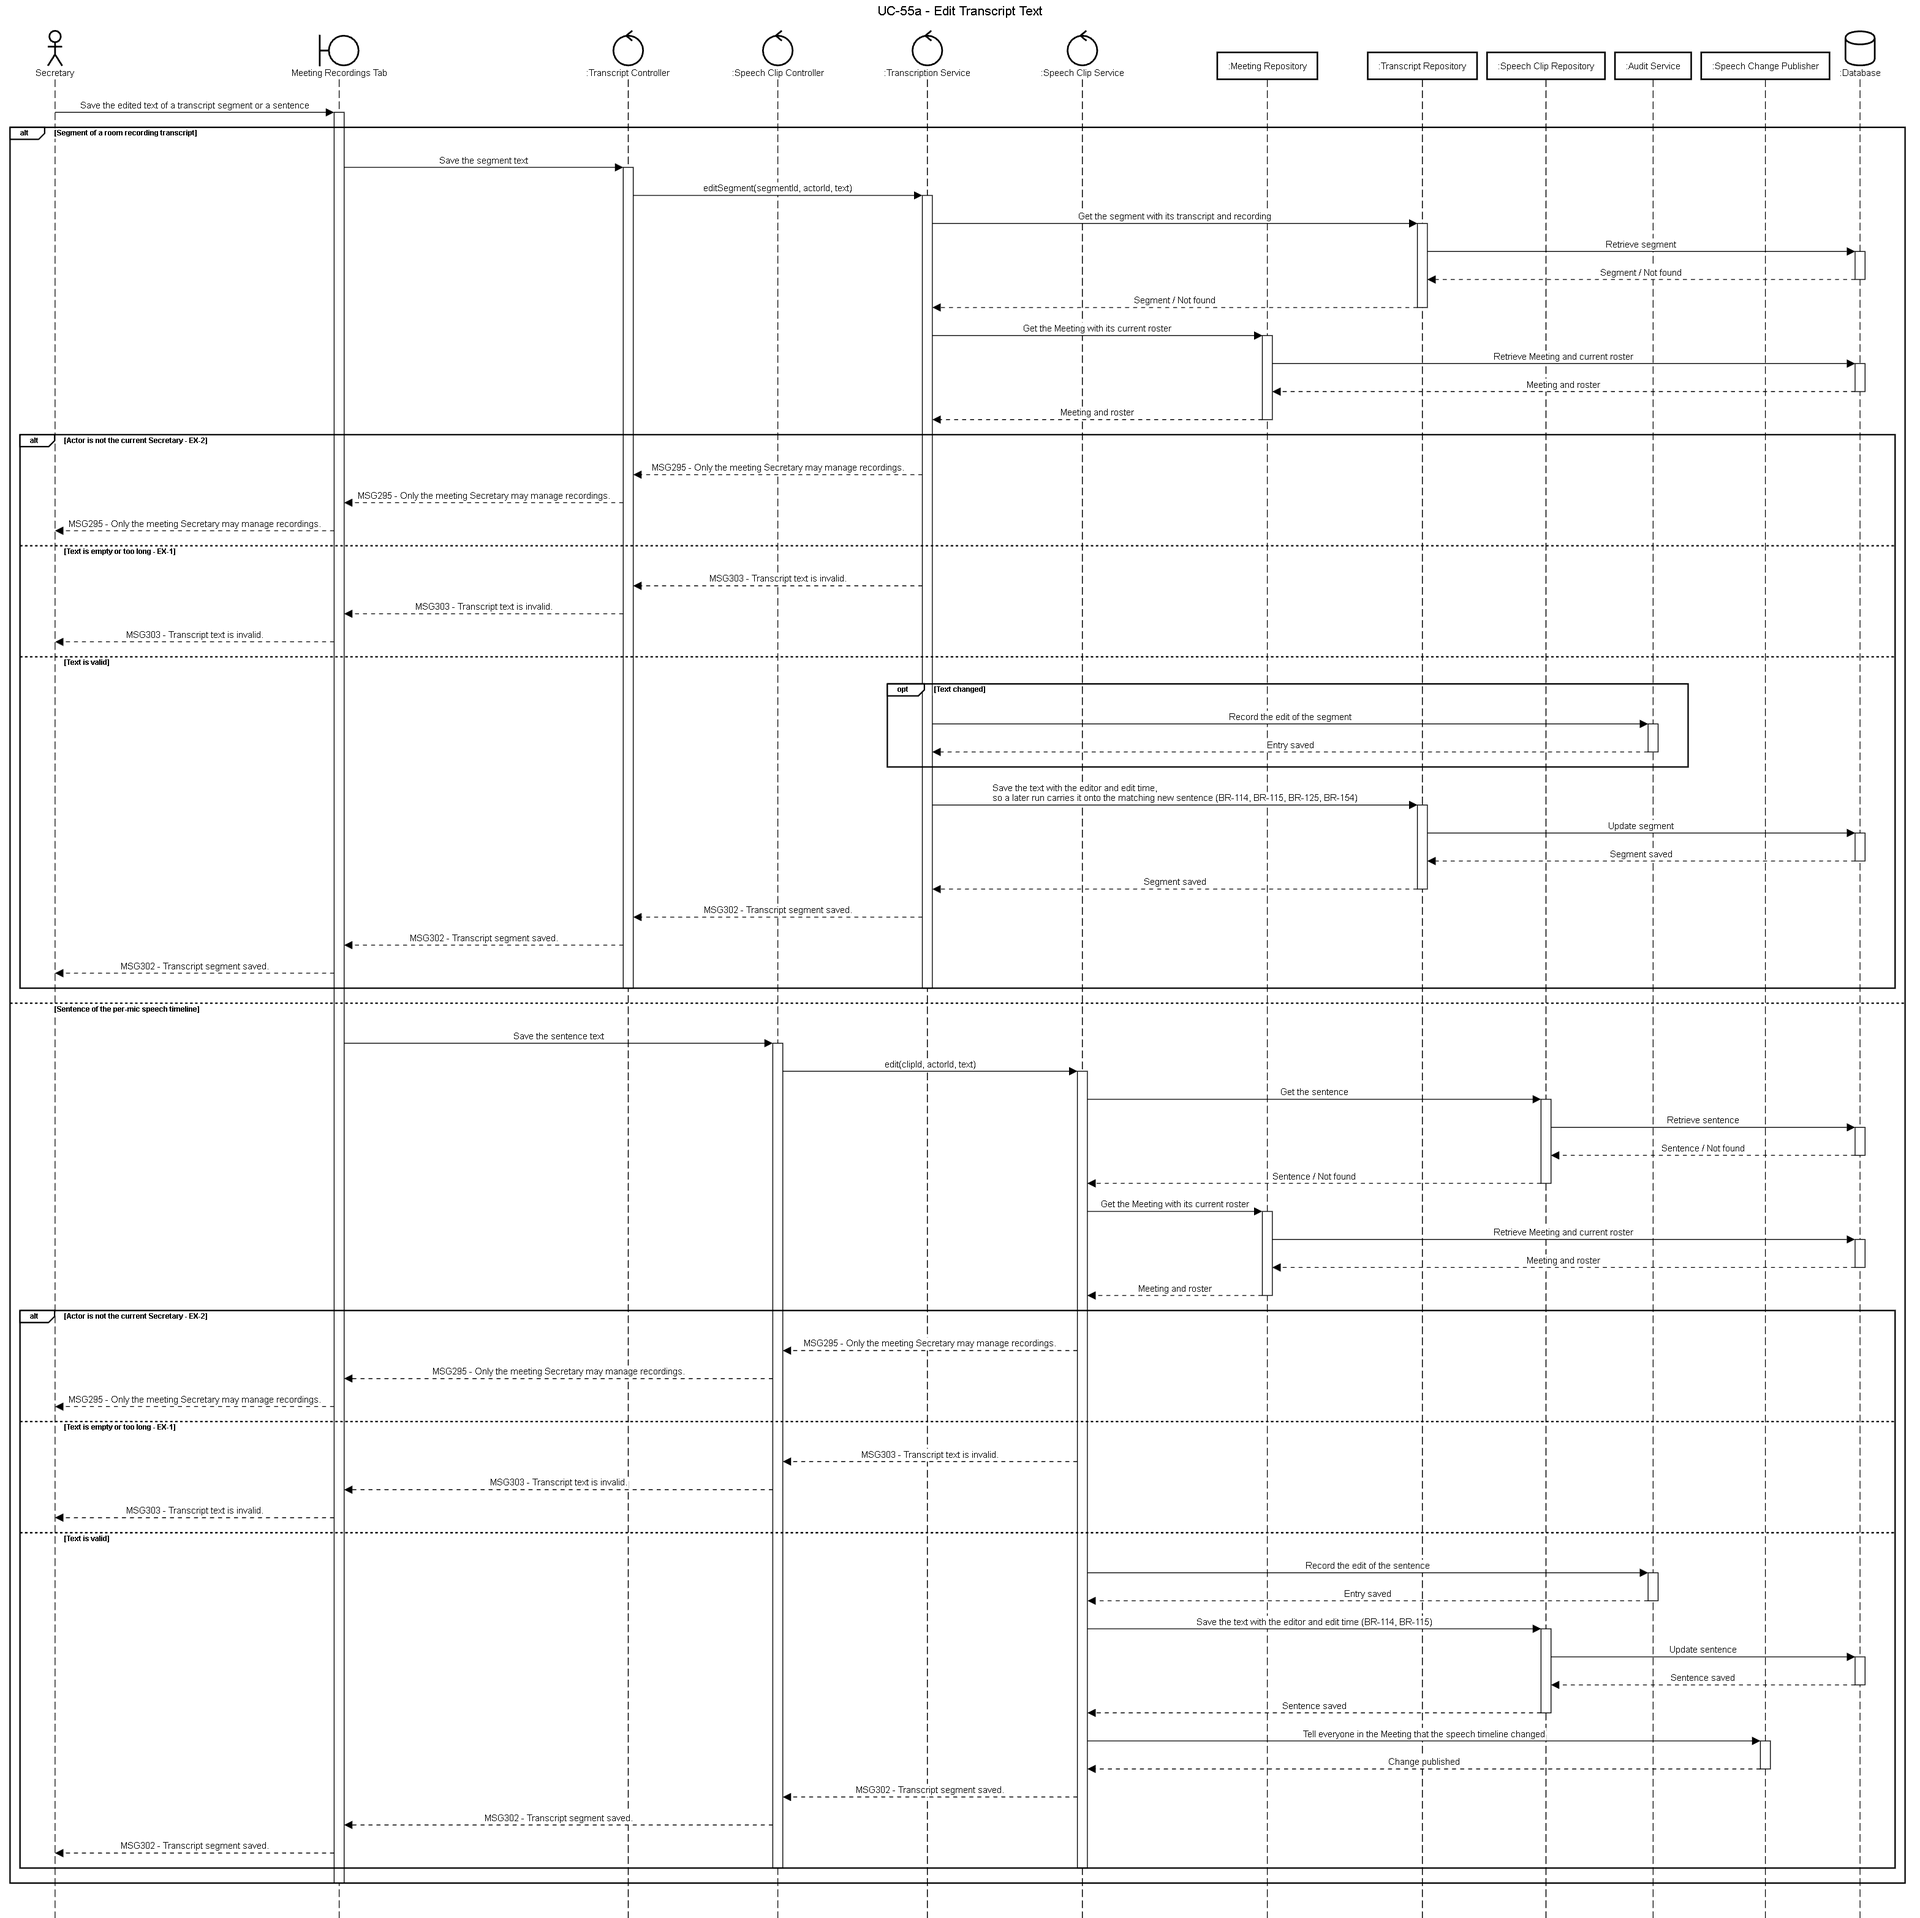 UC-55a - Edit Transcript Text
Secretary
Meeting Recordings Tab
:Transcript Controller
:Speech Clip Controller
:Transcription Service
:Speech Clip Service
:Meeting Repository
:Transcript Repository
:Speech Clip Repository
:Audit Service
:Speech Change Publisher
:Database
Save the edited text of a transcript segment or a sentence
alt
[Segment of a room recording transcript]
Save the segment text
editSegment(segmentId, actorId, text)
Get the segment with its transcript and recording
Retrieve segment
Segment / Not found
Segment / Not found
Get the Meeting with its current roster
Retrieve Meeting and current roster
Meeting and roster
Meeting and roster
alt
[Actor is not the current Secretary - EX-2]
MSG295 - Only the meeting Secretary may manage recordings.
MSG295 - Only the meeting Secretary may manage recordings.
MSG295 - Only the meeting Secretary may manage recordings.
[Text is empty or too long - EX-1]
MSG303 - Transcript text is invalid.
MSG303 - Transcript text is invalid.
MSG303 - Transcript text is invalid.
[Text is valid]
opt
[Text changed]
Record the edit of the segment
Entry saved
Save the text with the editor and edit time,
so a later run carries it onto the matching new sentence (BR-114, BR-115, BR-125, BR-154)
Update segment
Segment saved
Segment saved
MSG302 - Transcript segment saved.
MSG302 - Transcript segment saved.
MSG302 - Transcript segment saved.
[Sentence of the per-mic speech timeline]
Save the sentence text
edit(clipId, actorId, text)
Get the sentence
Retrieve sentence
Sentence / Not found
Sentence / Not found
Get the Meeting with its current roster
Retrieve Meeting and current roster
Meeting and roster
Meeting and roster
alt
[Actor is not the current Secretary - EX-2]
MSG295 - Only the meeting Secretary may manage recordings.
MSG295 - Only the meeting Secretary may manage recordings.
MSG295 - Only the meeting Secretary may manage recordings.
[Text is empty or too long - EX-1]
MSG303 - Transcript text is invalid.
MSG303 - Transcript text is invalid.
MSG303 - Transcript text is invalid.
[Text is valid]
Record the edit of the sentence
Entry saved
Save the text with the editor and edit time (BR-114, BR-115)
Update sentence
Sentence saved
Sentence saved
Tell everyone in the Meeting that the speech timeline changed
Change published
MSG302 - Transcript segment saved.
MSG302 - Transcript segment saved.
MSG302 - Transcript segment saved.